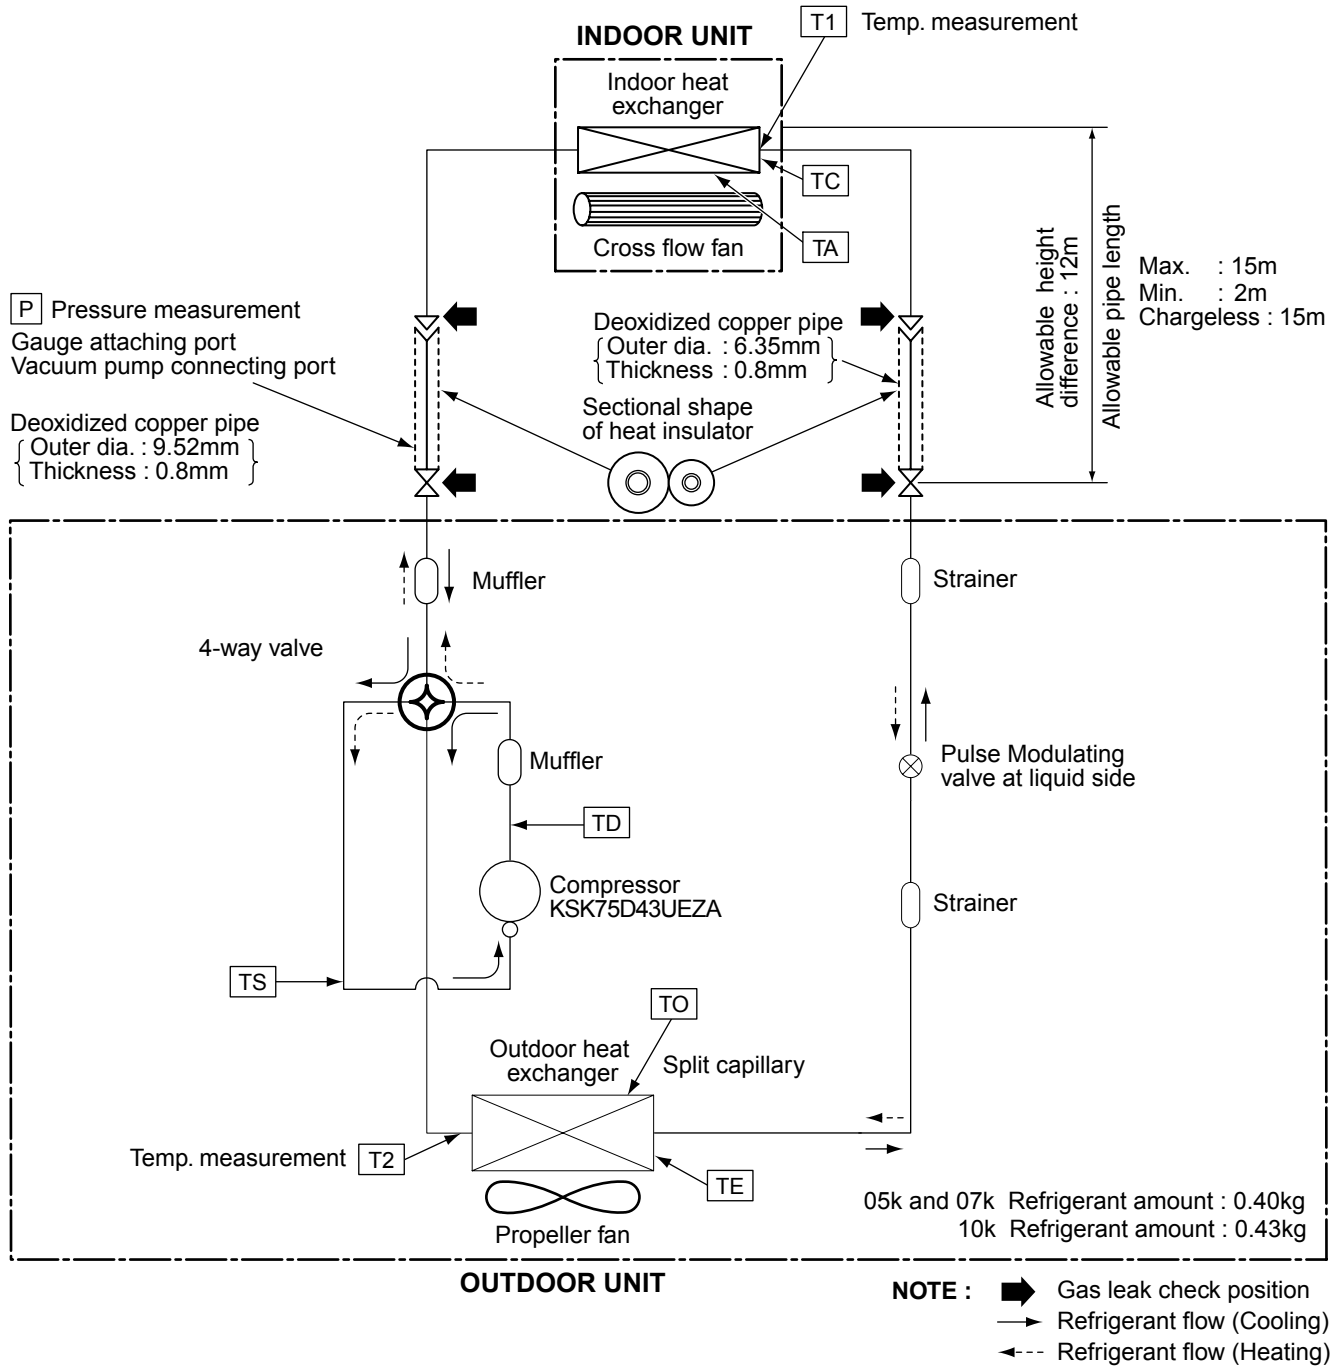 INDOOR UNIT
T1 Temp. measurement
Indoor heat
exchanger
TC
Cross flow fan
TA
Allowable height
difference : 12m
Allowable pipe length
Max. : 15m
Min. : 2m
Chargeless : 15m
P Pressure measurement
Gauge attaching port
Vacuum pump connecting port
Deoxidized copper pipe
Outer dia. : 9.52mm
Thickness : 0.8mm
Deoxidized copper pipe
Outer dia. : 6.35mm
Thickness : 0.8mm
Sectional shape
of heat insulator
Muffler
Strainer
4-way valve
Muffler
Pulse Modulating
valve at liquid side
TD
Compressor
KSK75D43UEZA
Strainer
TS
TO
Outdoor heat
exchanger
Split capillary
Temp. measurement T2
TE
Propeller fan
05k and 07k Refrigerant amount : 0.40kg
10k Refrigerant amount : 0.43kg
OUTDOOR UNIT
NOTE :
Gas leak check position
Refrigerant flow (Cooling)
Refrigerant flow (Heating)